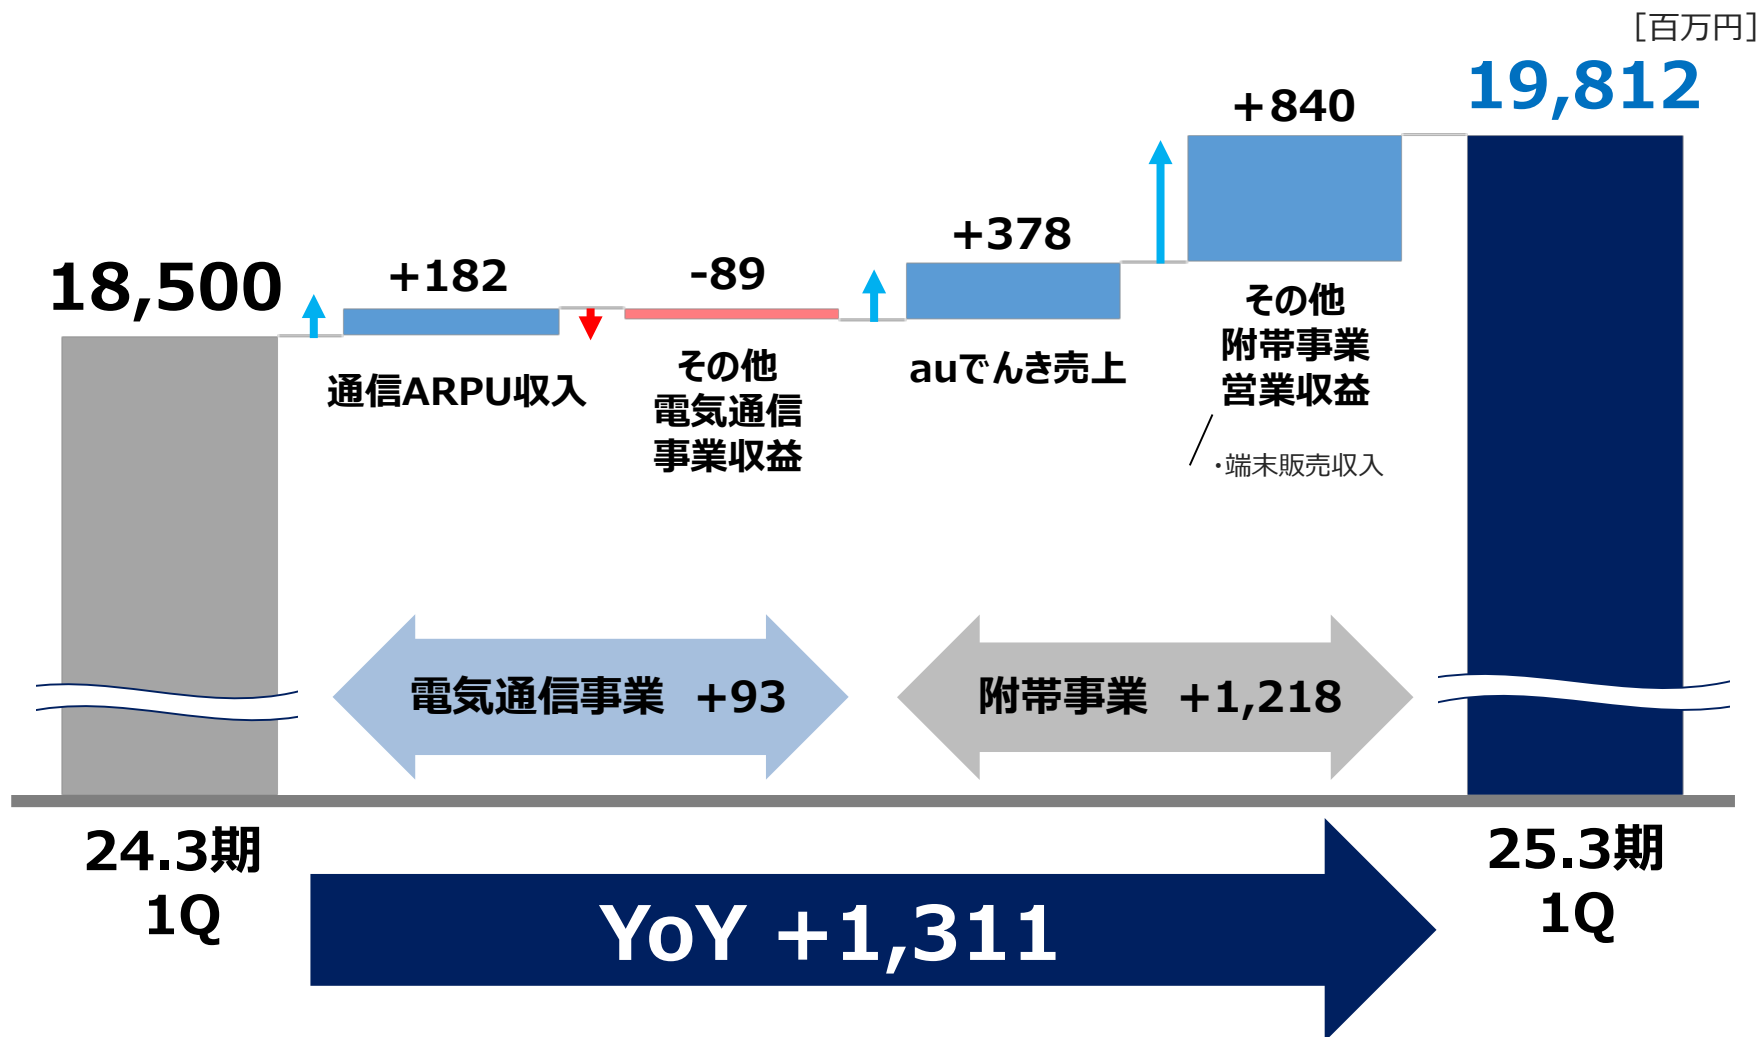 ［百万円］
19,812
+840
+378
18,500
+182
-89
通信ARPU収入
その他
電気通信
事業収益
auでんき売上
その他
附帯事業
営業収益
・端末販売収入
電気通信事業 +93
附帯事業 +1,218
24.3期
1Q
25.3期
1Q
YoY +1,311